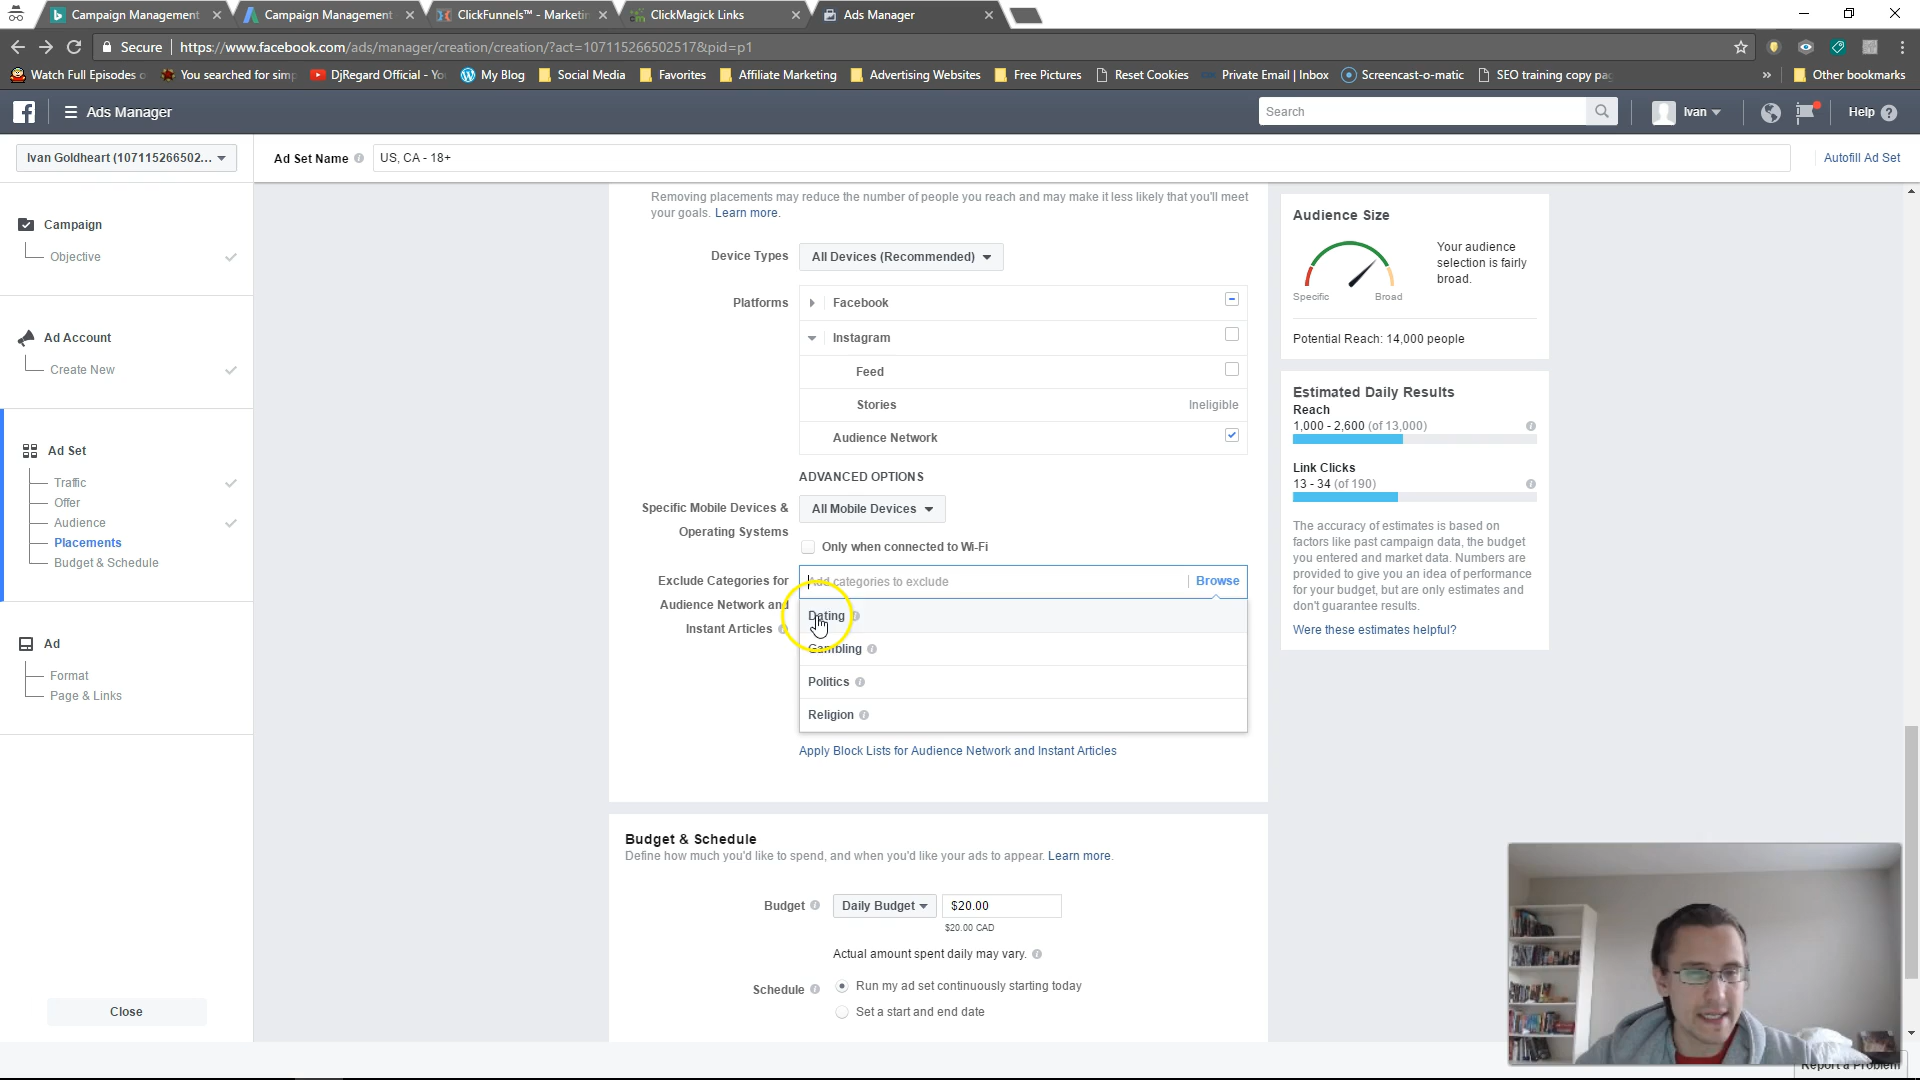 Campaign Management
Campaign Management
ClickFunnels™ - Marketin
ClickMagick Links
Ads Manager
Secure
https://www.facebook.com/ads/manager/creation/creation/?act=107115266502517&pid=p1
Watch Full Episodes o
You searched for simp
DjRegard Official - Yo
My Blog
Social Media
Favorites
Affiliate Marketing
Advertising Websites
Free Pictures
Reset Cookies
Private Email | Inbox
Screencast-o-matic
SEO training copy pag
Other bookmarks
Ads Manager
Search
Ivan
Help
Ivan Goldheart (107115266502...
Ad Set Name
US, CA - 18+
Autofill Ad Set
Campaign
Objective
Ad Account
Create New
Ad Set
Traffic
Offer
Audience
Placements
Budget & Schedule
Ad
Format
Page & Links
Close
Removing placements may reduce the number of people you reach and may make it less likely that you'll meet
your goals. Learn more.
Device Types
All Devices (Recommended)
Platforms
Facebook
Instagram
Feed
Stories
Ineligible
Audience Network
ADVANCED OPTIONS
Specific Mobile Devices &
Operating Systems
All Mobile Devices
Only when connected to Wi-Fi
Exclude Categories for
Audience Network and
Instant Articles
Add categories to exclude
Browse
Dating
Gambling
Politics
Religion
Apply Block Lists for Audience Network and Instant Articles
Budget & Schedule
Define how much you'd like to spend, and when you'd like your ads to appear. Learn more.
Budget
Daily Budget
$20.00
$20.00 CAD
Actual amount spent daily may vary.
Schedule
Run my ad set continuously starting today
Set a start and end date
Audience Size
Specific
Broad
Your audience
selection is fairly
broad.
Potential Reach: 14,000 people
Estimated Daily Results
Reach
1,000 - 2,600 (of 13,000)
Link Clicks
13 - 34 (of 190)
The accuracy of estimates is based on
factors like past campaign data, the budget
you entered and market data. Numbers are
provided to give you an idea of performance
for your budget, but are only estimates and
don't guarantee results.
Were these estimates helpful?
Report a Problem